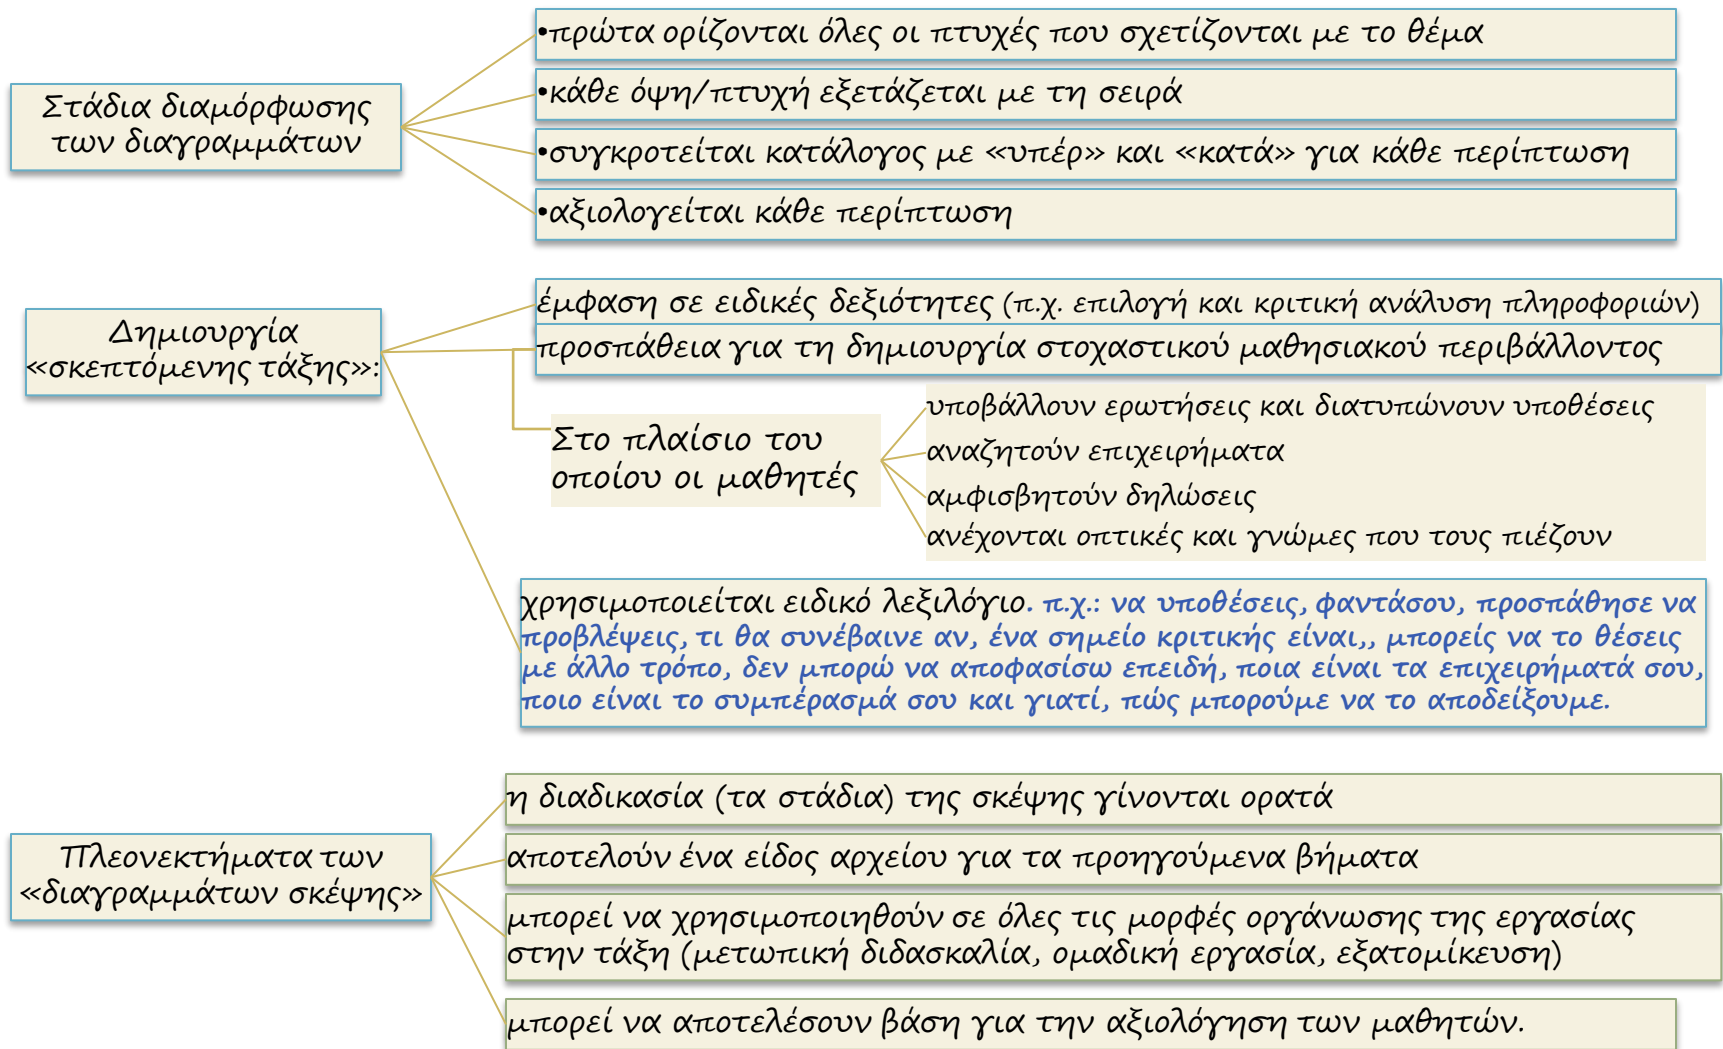 Στάδια διαμόρφωσης
των διαγραμμάτων
•πρώτα ορίζονται όλες οι πτυχές που σχετίζονται με το θέμα
•κάθε όψη/πτυχή εξετάζεται με τη σειρά
•συγκροτείται κατάλογος με «υπέρ» και «κατά» για κάθε περίπτωση
•αξιολογείται κάθε περίπτωση
Δημιουργία
«σκεπτόμενης τάξης»:
έμφαση σε ειδικές δεξιότητες (π.χ. επιλογή και κριτική ανάλυση πληροφοριών)
προσπάθεια για τη δημιουργία στοχαστικού μαθησιακού περιβάλλοντος
Στο πλαίσιο του
οποίου οι μαθητές
υποβάλλουν ερωτήσεις και διατυπώνουν υποθέσεις
αναζητούν επιχειρήματα
αμφισβητούν δηλώσεις
ανέχονται οπτικές και γνώμες που τους πιέζουν
χρησιμοποιείται ειδικό λεξιλόγιο. π.χ.: να υποθέσεις, φαντάσου, προσπάθησε να
προβλέψεις, τι θα συνέβαινε αν, ένα σημείο κριτικής είναι,, μπορείς να το θέσεις
με άλλο τρόπο, δεν μπορώ να αποφασίσω επειδή, ποια είναι τα επιχειρήματά σου,
ποιο είναι το συμπέρασμά σου και γιατί, πώς μπορούμε να το αποδείξουμε.
Πλεονεκτήματα των
«διαγραμμάτων σκέψης»
η διαδικασία (τα στάδια) της σκέψης γίνονται ορατά
αποτελούν ένα είδος αρχείου για τα προηγούμενα βήματα
μπορεί να χρησιμοποιηθούν σε όλες τις μορφές οργάνωσης της εργασίας
στην τάξη (μετωπική διδασκαλία, ομαδική εργασία, εξατομίκευση)
μπορεί να αποτελέσουν βάση για την αξιολόγηση των μαθητών.